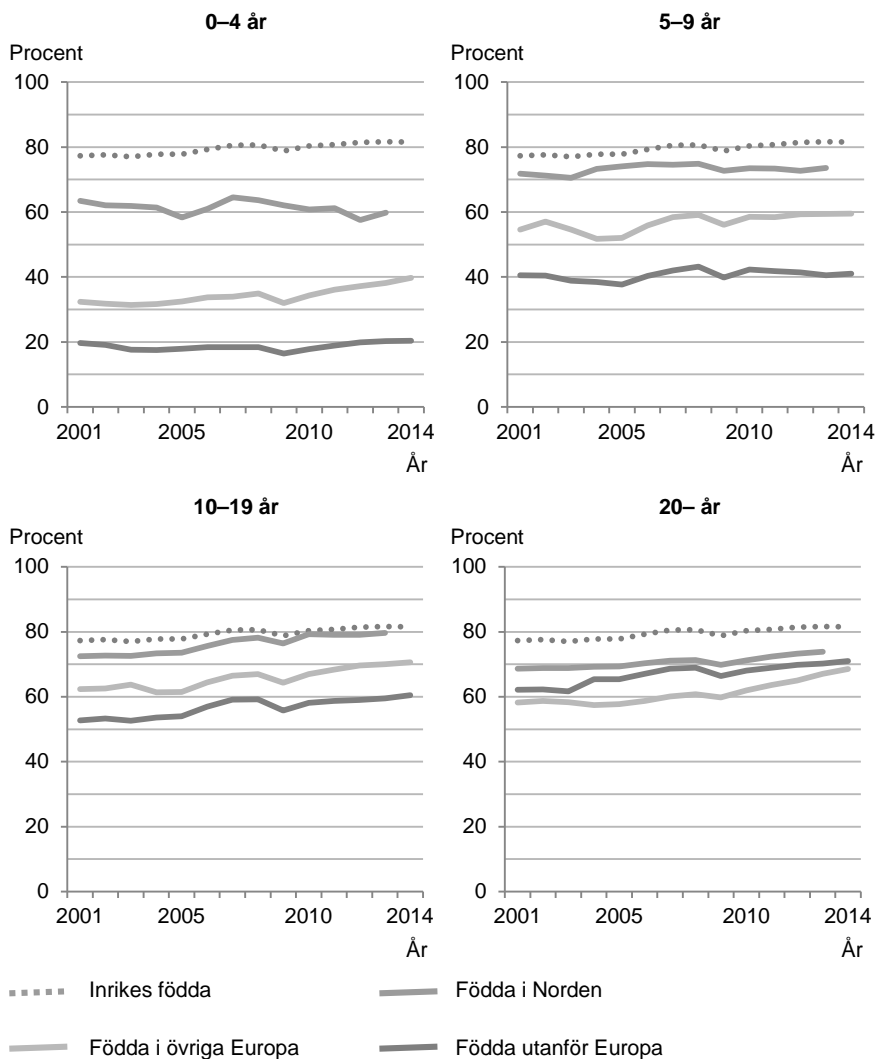 0–4 år
Procent
100
80
60
40
20
0
2001 2005 2010 2014
År
5–9 år
Procent
100
80
60
40
20
0
2001 2005 2010 2014
År
10–19 år
Procent
100
80
60
40
20
0
2001 2005 2010 2014
År
20– år
Procent
100
80
60
40
20
0
2001 2005 2010 2014
År
Inrikes födda
Födda i Norden
Födda i övriga Europa
Födda utanför Europa